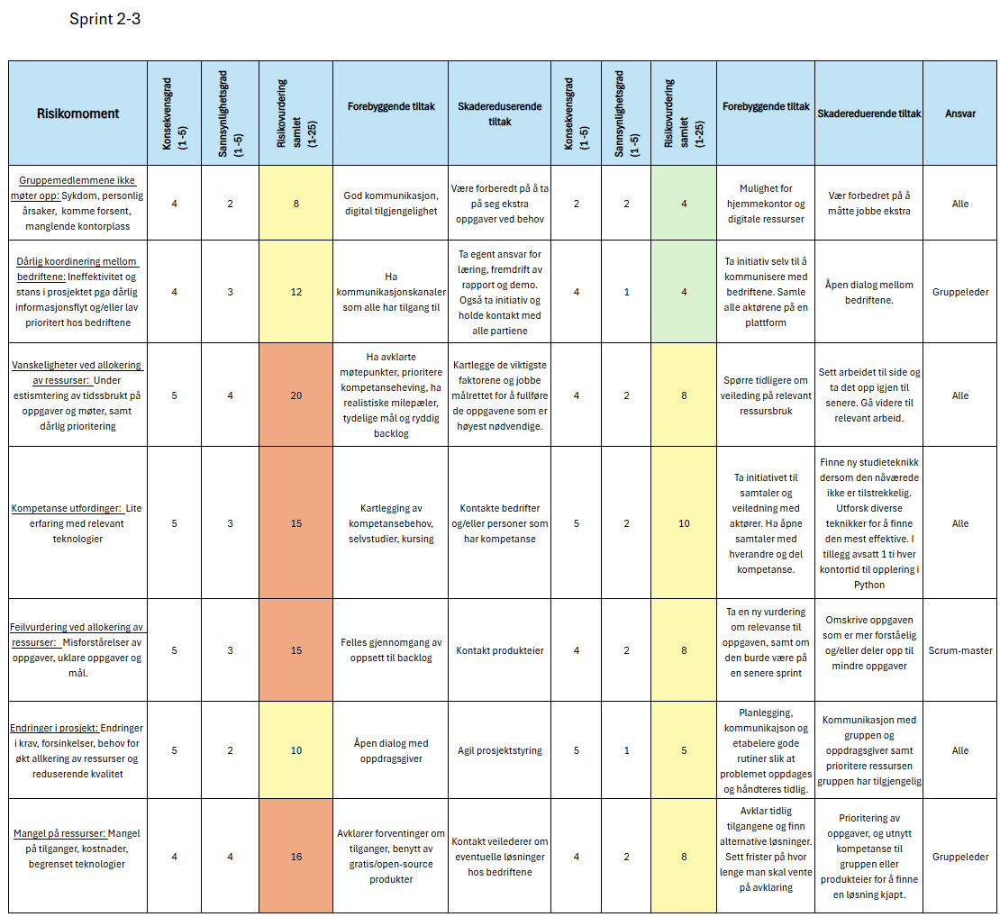 Sprint 2-3
Risikomoment
Konsekvensgrad
(1 -5)
Sannsynlighetsgrad
(1 -5)
Risikovurdering
samlet
(1-25)
Forebyggende tiltak
Skadereduserende
tiltak
Konsekvensgrad
(1 -5)
Sannsynlighetsgrad
(1 -5)
Risikovurdering
samlet
(1-25)
Forebyggende tiltak
Skadereduerende tiltak
Ansvar
Gruppemedlemmene ikke
møter opp: Sykdom, personlig
årsaker, komme forsent,
manglende kontorplass
4
2
8
God kommunikasjon,
digital tilgjengelighet
Være forberedt på å ta
på seg ekstra
oppgaver ved behov
2
2
4
Mulighet for
hjemmekontor og
digitale ressurser
Vær forbedret på å
måtte jobbe ekstra
Alle
Dårlig koordinering mellom
bedriftene: Ineffektivitet og
stans i prosjektet pga dårlig
informasjonsflyt og/eller lav
prioritert hos bedriftene
4
3
12
Ha
kommunikasjonskanaler
som alle har tilgang til
Ta egent ansvar for
læring, fremdrift av
rapport og demo.
Også ta initiativ og
holde kontakt med
alle partiene
4
1
4
Ta initiativ selv til å
kommunisere med
bedriftene. Samle
alle aktørene på en
plattform
Åpen dialog mellom
bedriftene.
Gruppeleder
Vanskeligheter ved allokering
av ressurser: Under
estismtering av tidssbrukt på
oppgaver og møter, samt
dårlig prioritering
5
4
20
Ha avklarte
møtepunkter, prioritere
kompetanseheving, ha
realistiske milepæler,
tydelige mål og ryddig
backlog
Kartlegge de viktigste
faktorene og jobbe
målrettet for å fullføre
de oppgavene som er
høyest nødvendige.
4
2
8
Spørre tidligere om
veileding på relevant
ressursbruk
Sett arbeidet til side og
ta det opp igjen til
senere. Gå videre til
relevant arbeid.
Alle
Kompetanse utfordinger: Lite
erfaring med relevant
teknologier
5
3
15
Kartlegging av
kompetansebehov,
selvstudier, kursing
Kontakte bedrifter
og/eller personer som
har kompetanse
5
2
10
Ta initiativet til
samtaler og
veiledning med
aktører. Ha åpne
samtaler med
hverandre og del
kompetanse.
Finne ny studieteknikk
dersom den nåværede
ikke er tilstrekkelig.
Utforsk diverse
teknikker for å finne
den mest effektive. I
tillegg avsatt 1 ti hver
kontortid til opplering i
Python
Alle
Feilvurdering ved allokering av
ressurser: Misforstårelser av
oppgaver, uklare oppgaver og
mål.
5
3
15
Felles gjennomgang av
oppsett til backlog
Kontakt produkteier
4
2
8
Ta en ny vurdering
om relevanse til
oppgaven, samt om
den burde være på
en senere sprint
Omskrive oppgaven
som er mer forståelig
og/eller deler opp til
mindre oppgaver
Scrum-master
Endringer i prosjekt: Endringer
i krav, forsinkelser, behov for
økt allkering av ressurser og
reduserende kvalitet
5
2
10
Åpen dialog med
oppdragsgiver
Agil prosjektstyring
5
1
5
Planlegging,
kommunikajson og
etabelere gode
rutiner slik at
problemet oppdages
og håndteres tidlig.
Kommunikasjon med
gruppen og
oppdragsgiver samt
prioritere ressursen
gruppen har tilgjengelig
Alle
Mangel på ressurser: Mangel
på tilganger, kostnader,
begrenset teknologier
4
4
16
Avklarer forventinger om
tilganger, benytt av
gratis/open-source
produkter
Kontakt veilederer om
eventuelle løsninger
hos bedriftene
4
2
8
Avklar tidlig
tilgangene og finn
alternative løsninger.
Sett frister på hvor
lenge man skal vente
på avklaring
Prioritering av
oppgaver, og utnytt
kompetanse til
gruppen eller
produkteier for å finne
en løsning kjapt.
Gruppeleder